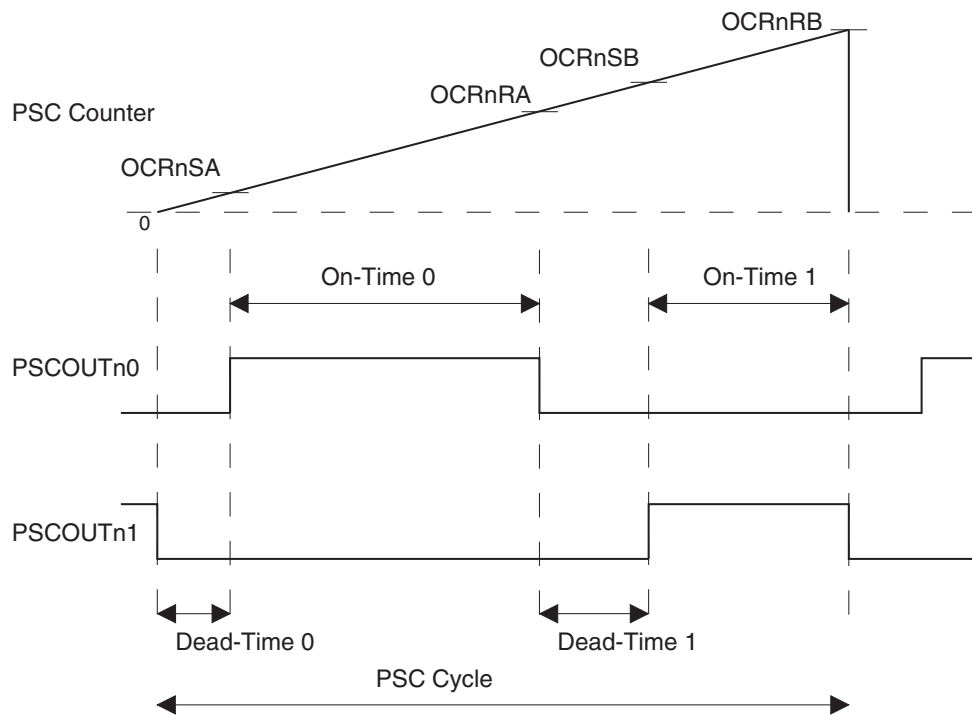 OCRnRB
OCRnSB
OCRnRA
PSC Counter
OCRnSA
0
On-Time 0
On-Time 1
PSCOUTn0
PSCOUTn1
Dead-Time 0
Dead-Time 1
PSC Cycle